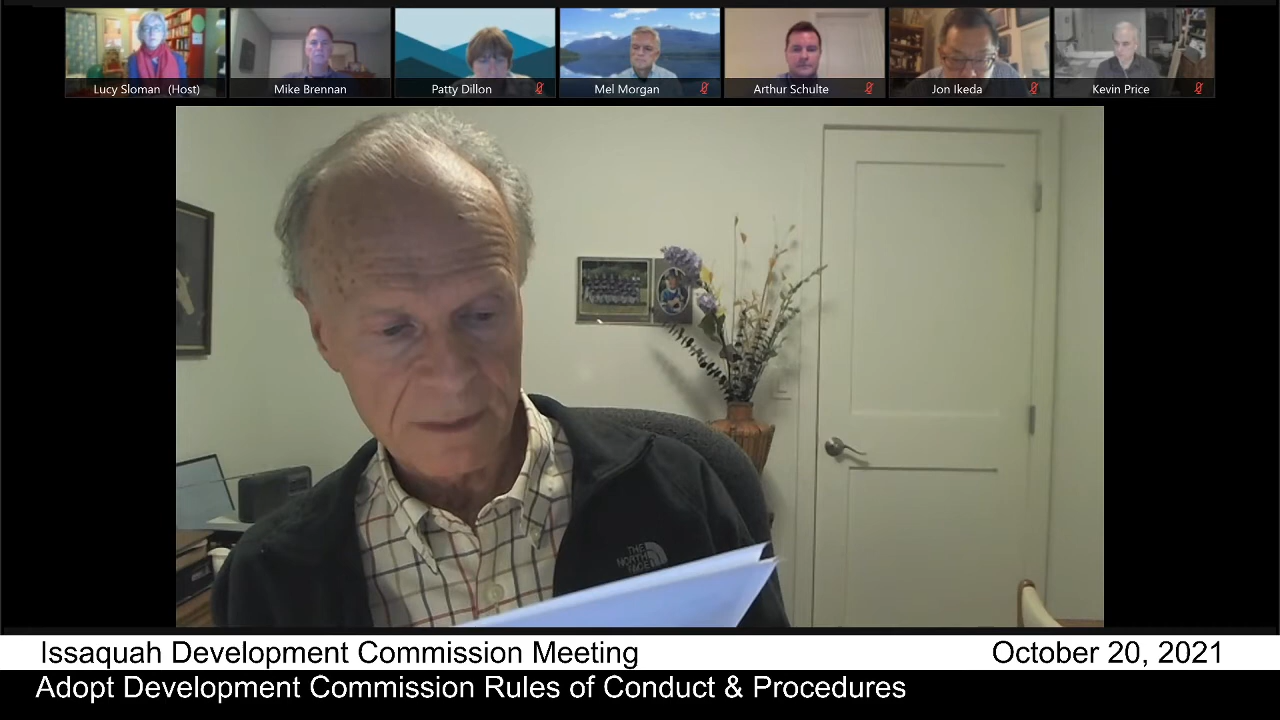 Lucy Sloman (Host)
Mike Brennan
Patty Dillon
Mel Morgan
Arthur Schulte
Jon Ikeda
Kevin Price
THE
NORTH
FACE
Issaquah Development Commission Meeting
October 20, 2021
Adopt Development Commission Rules of Conduct & Procedures